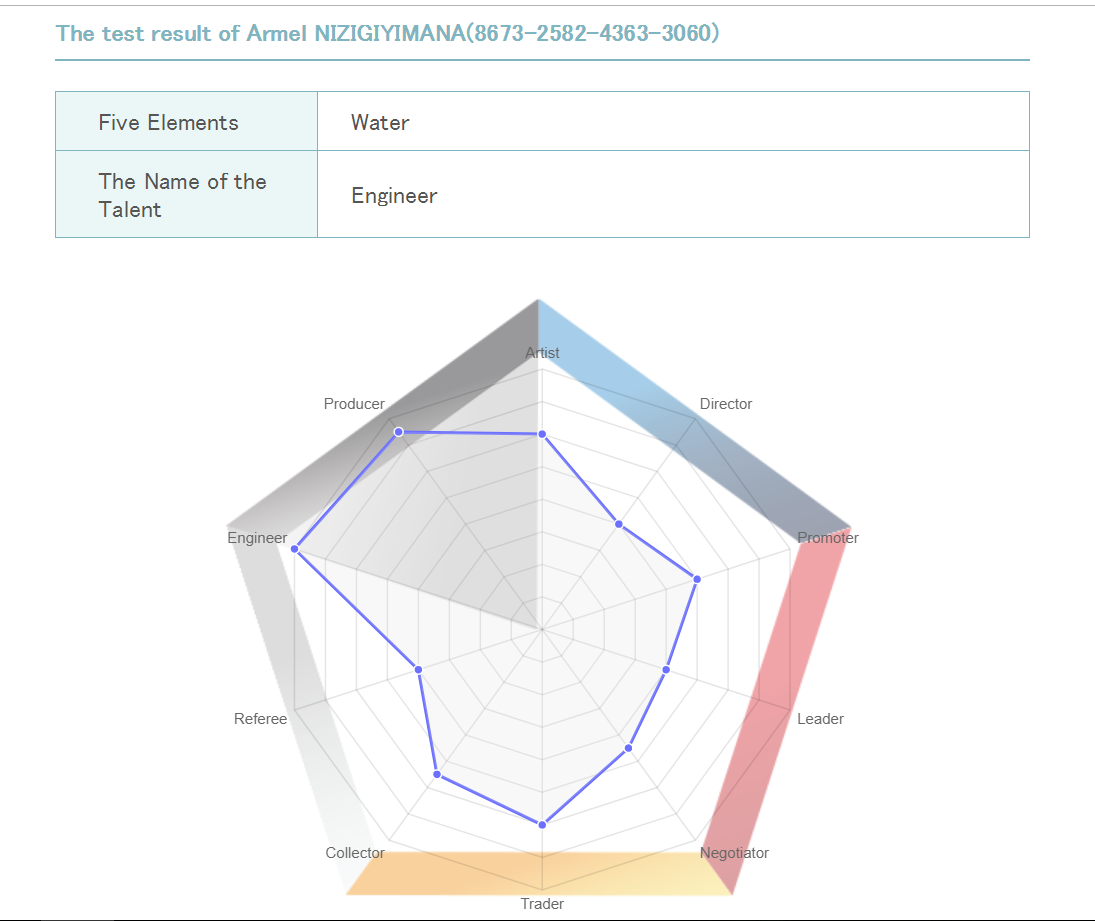 The test result of Armel NIZIGIYIMANA(8673-2582-4363-3060)
Five Elements
Water
The Name of the
Talent
Engineer
Artist
Producer
Director
Engineer
Promoter
Referee
Leader
Collector
Negotiator
Trader